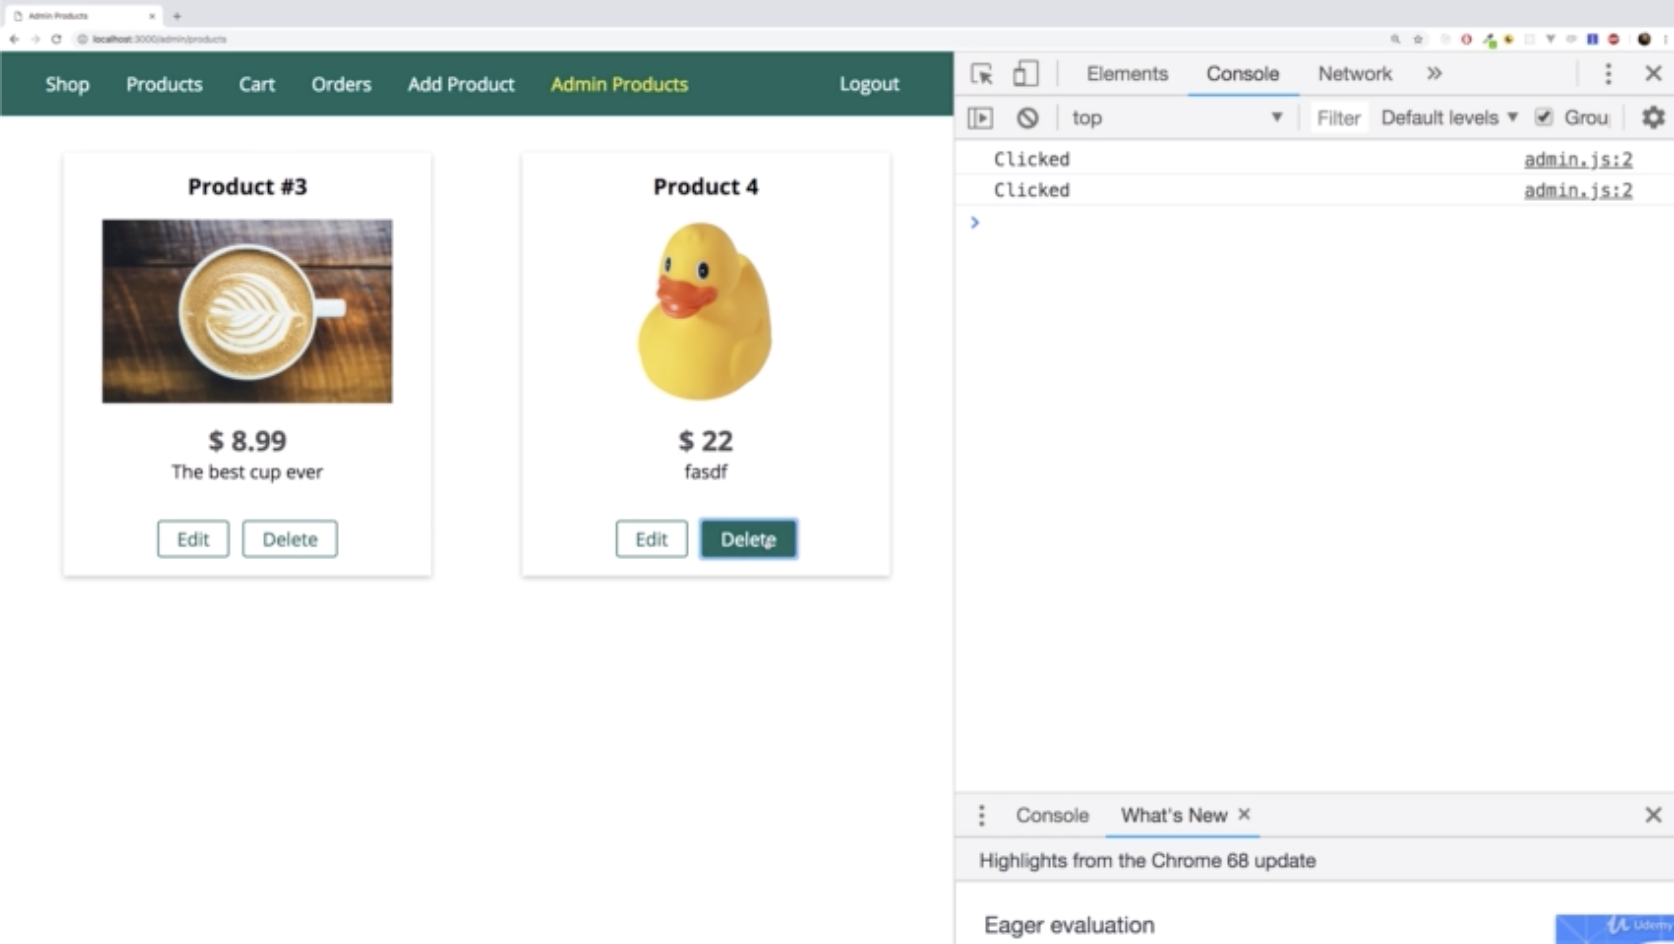 Admin Products
localhost:3000/admin/products
Shop Products Cart Orders Add Product Admin Products Logout
Product #3
$ 8.99
The best cup ever
Edit Delete
Product 4
$ 22
fasdf
Edit Delete
Elements Console Network
top Filter Default levels Grou
Clicked admin.js:2
Clicked admin.js:2
Console What's New
Highlights from the Chrome 68 update
Eager evaluation
Udemy